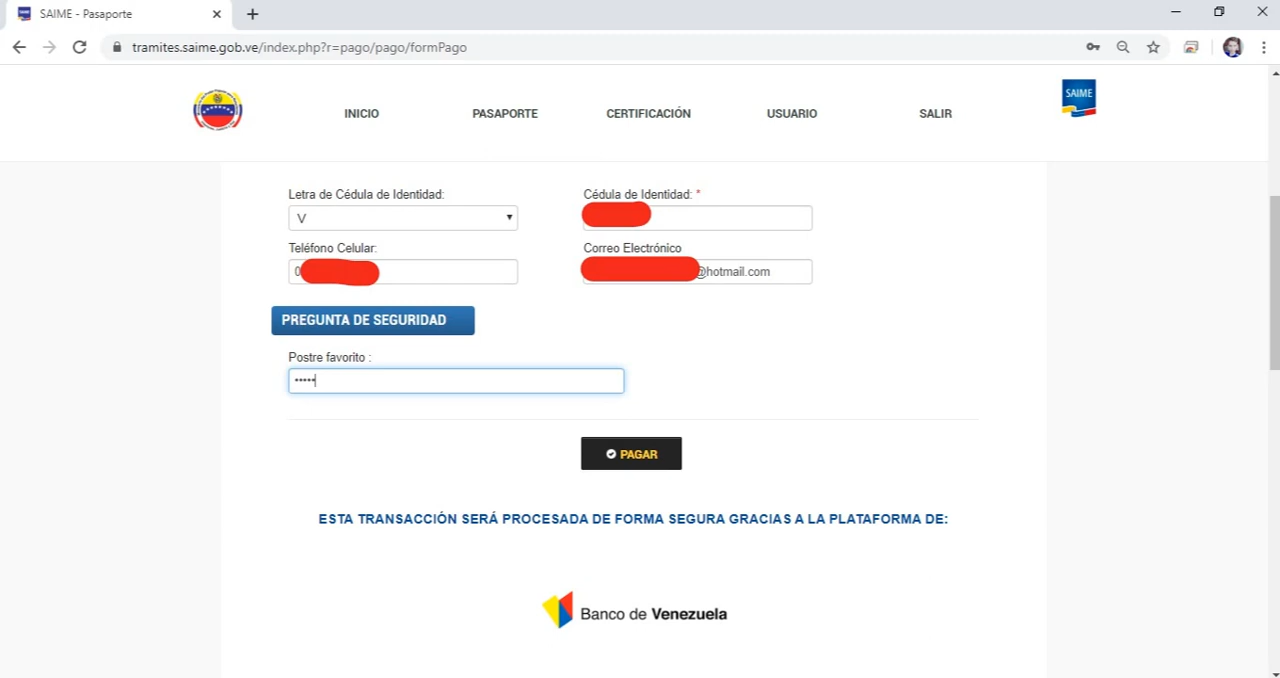 SAIME - Pasaporte
tramites.saime.gob.ve/index.php?r=pago/pago/formPago
INICIO PASAPORTE CERTIFICACIÓN USUARIO SALIR
SAIME
Letra de Cédula de Identidad: Cédula de Identidad: *
V
Teléfono Celular: Correo Electrónico
0 @hotmail.com
PREGUNTA DE SEGURIDAD
Postre favorito :
•••••
PAGAR
ESTA TRANSACCIÓN SERÁ PROCESADA DE FORMA SEGURA GRACIAS A LA PLATAFORMA DE:
Banco de Venezuela